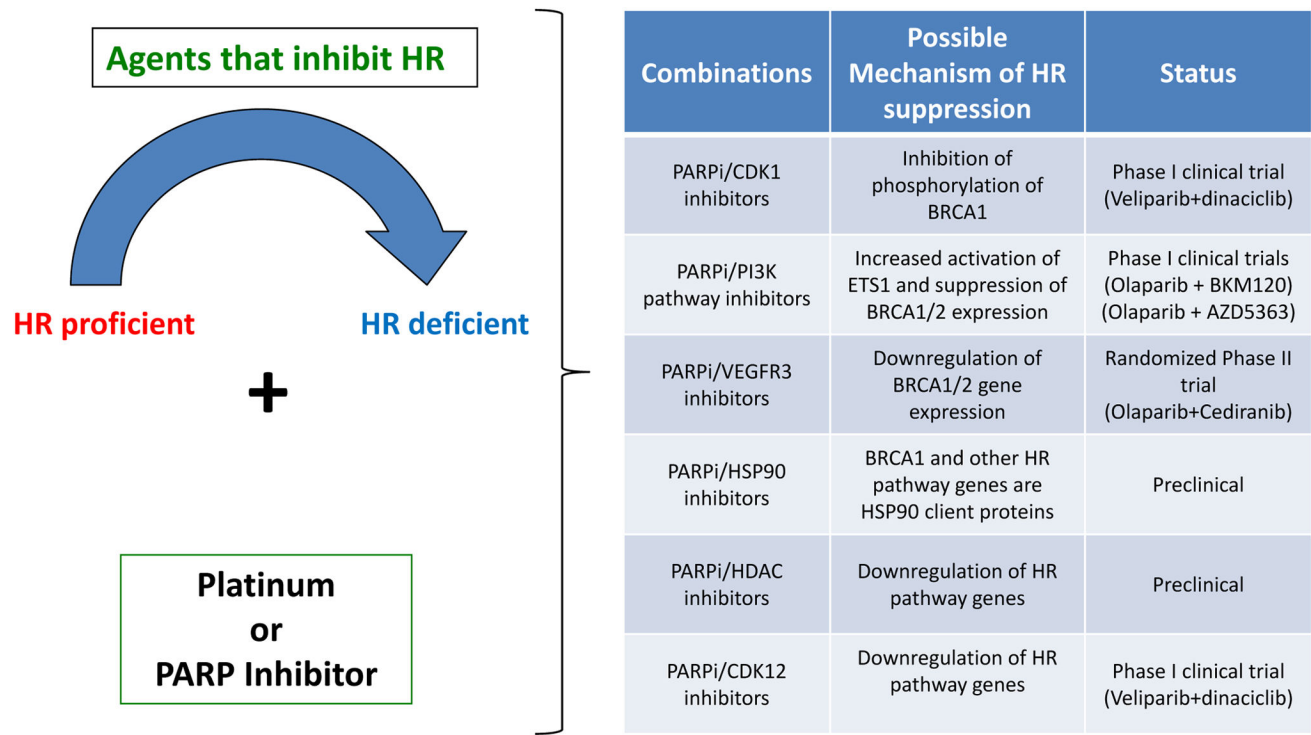 Agents that inhibit HR
HR proficient
HR deficient
+
Platinum
or
PARP Inhibitor
Combinations
Possible
Mechanism of HR
suppression
Status
PARPi/CDK1
inhibitors
Inhibition of
phosphorylation of
BRCA1
Phase I clinical trial
(Veliparib+dinaciclib)
PARPi/PI3K
pathway inhibitors
Increased activation of
ETS1 and suppression of
BRCA1/2 expression
Phase I clinical trials
(Olaparib + BKM120)
(Olaparib + AZD5363)
PARPi/VEGFR3
inhibitors
Downregulation of
BRCA1/2 gene
expression
Randomized Phase II
trial
(Olaparib+Cediranib)
PARPi/HSP90
inhibitors
BRCA1 and other HR
pathway genes are
HSP90 client proteins
Preclinical
PARPi/HDAC
inhibitors
Downregulation of HR
pathway genes
Preclinical
PARPi/CDK12
inhibitors
Downregulation of HR
pathway genes
Phase I clinical trial
(Veliparib+dinaciclib)